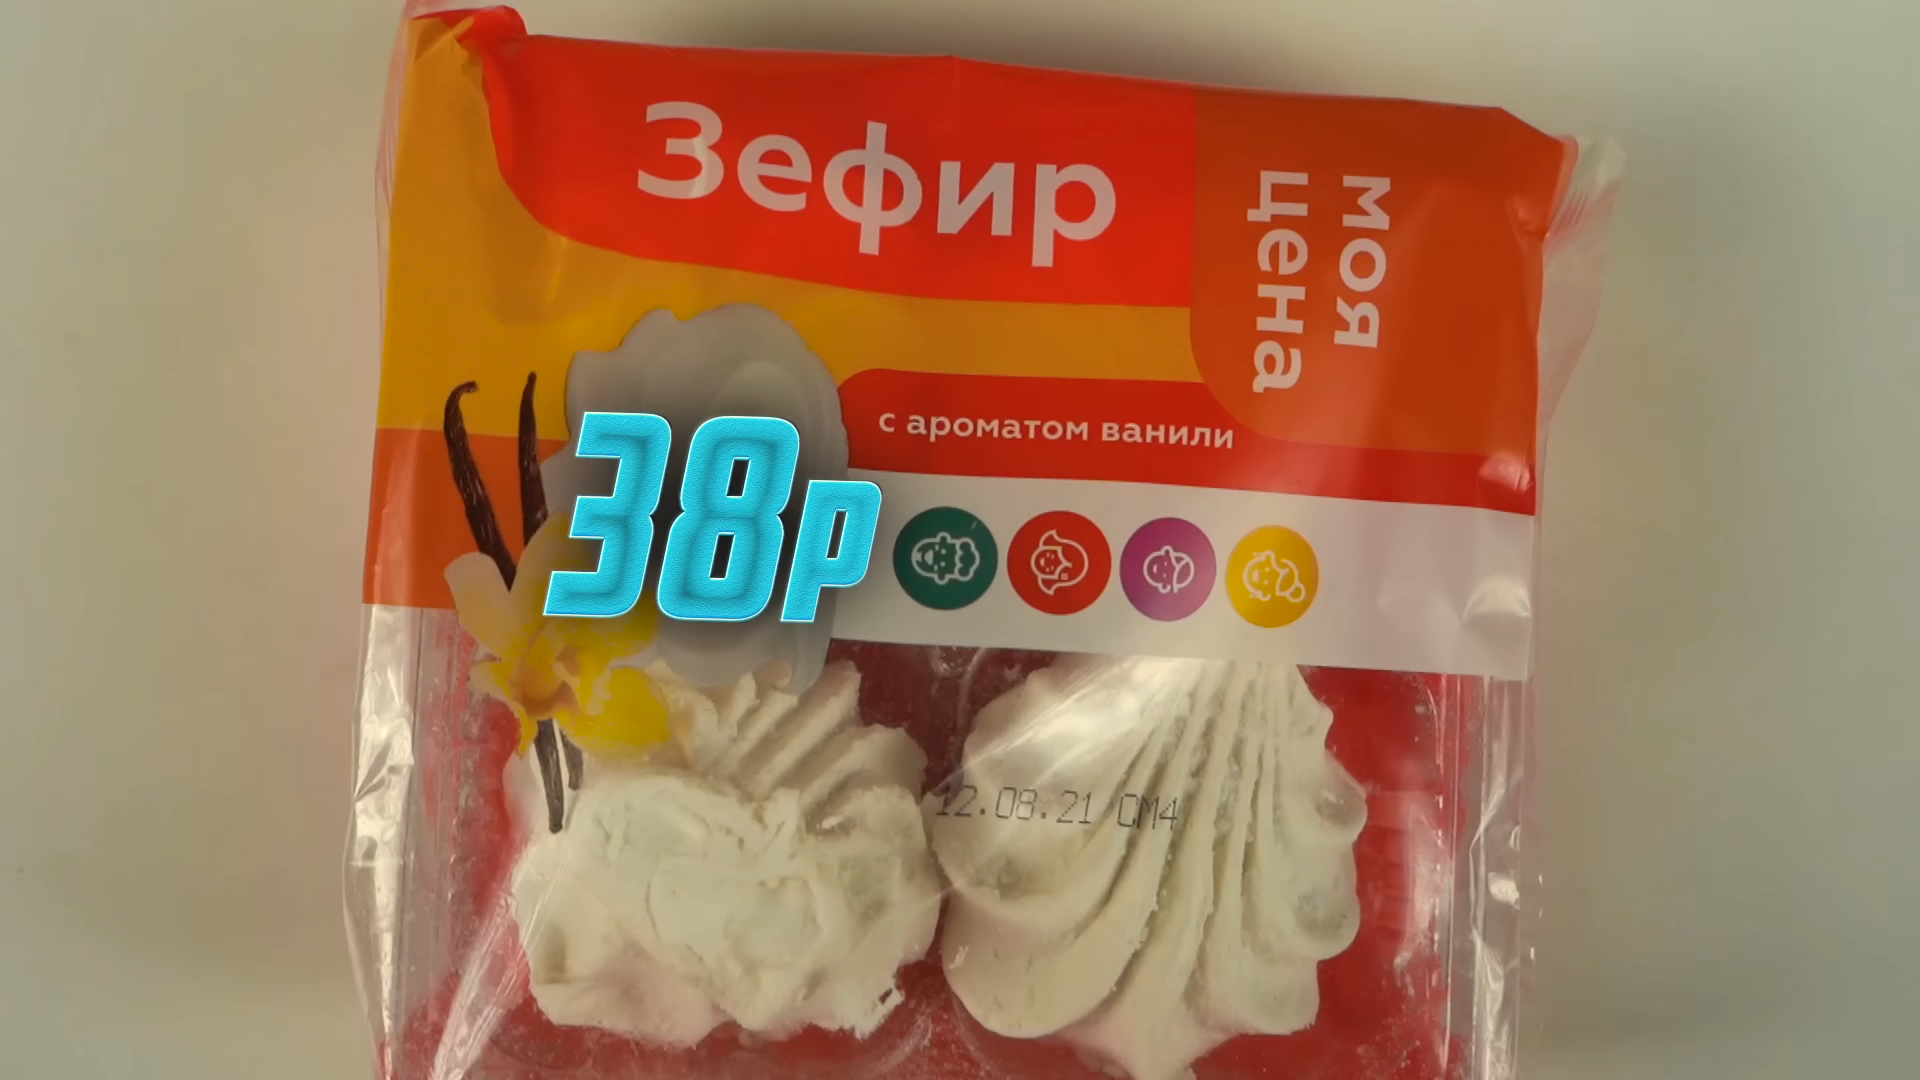 Зефир
моя
цена
с ароматом ванили
38р
12.08.21 СМ4